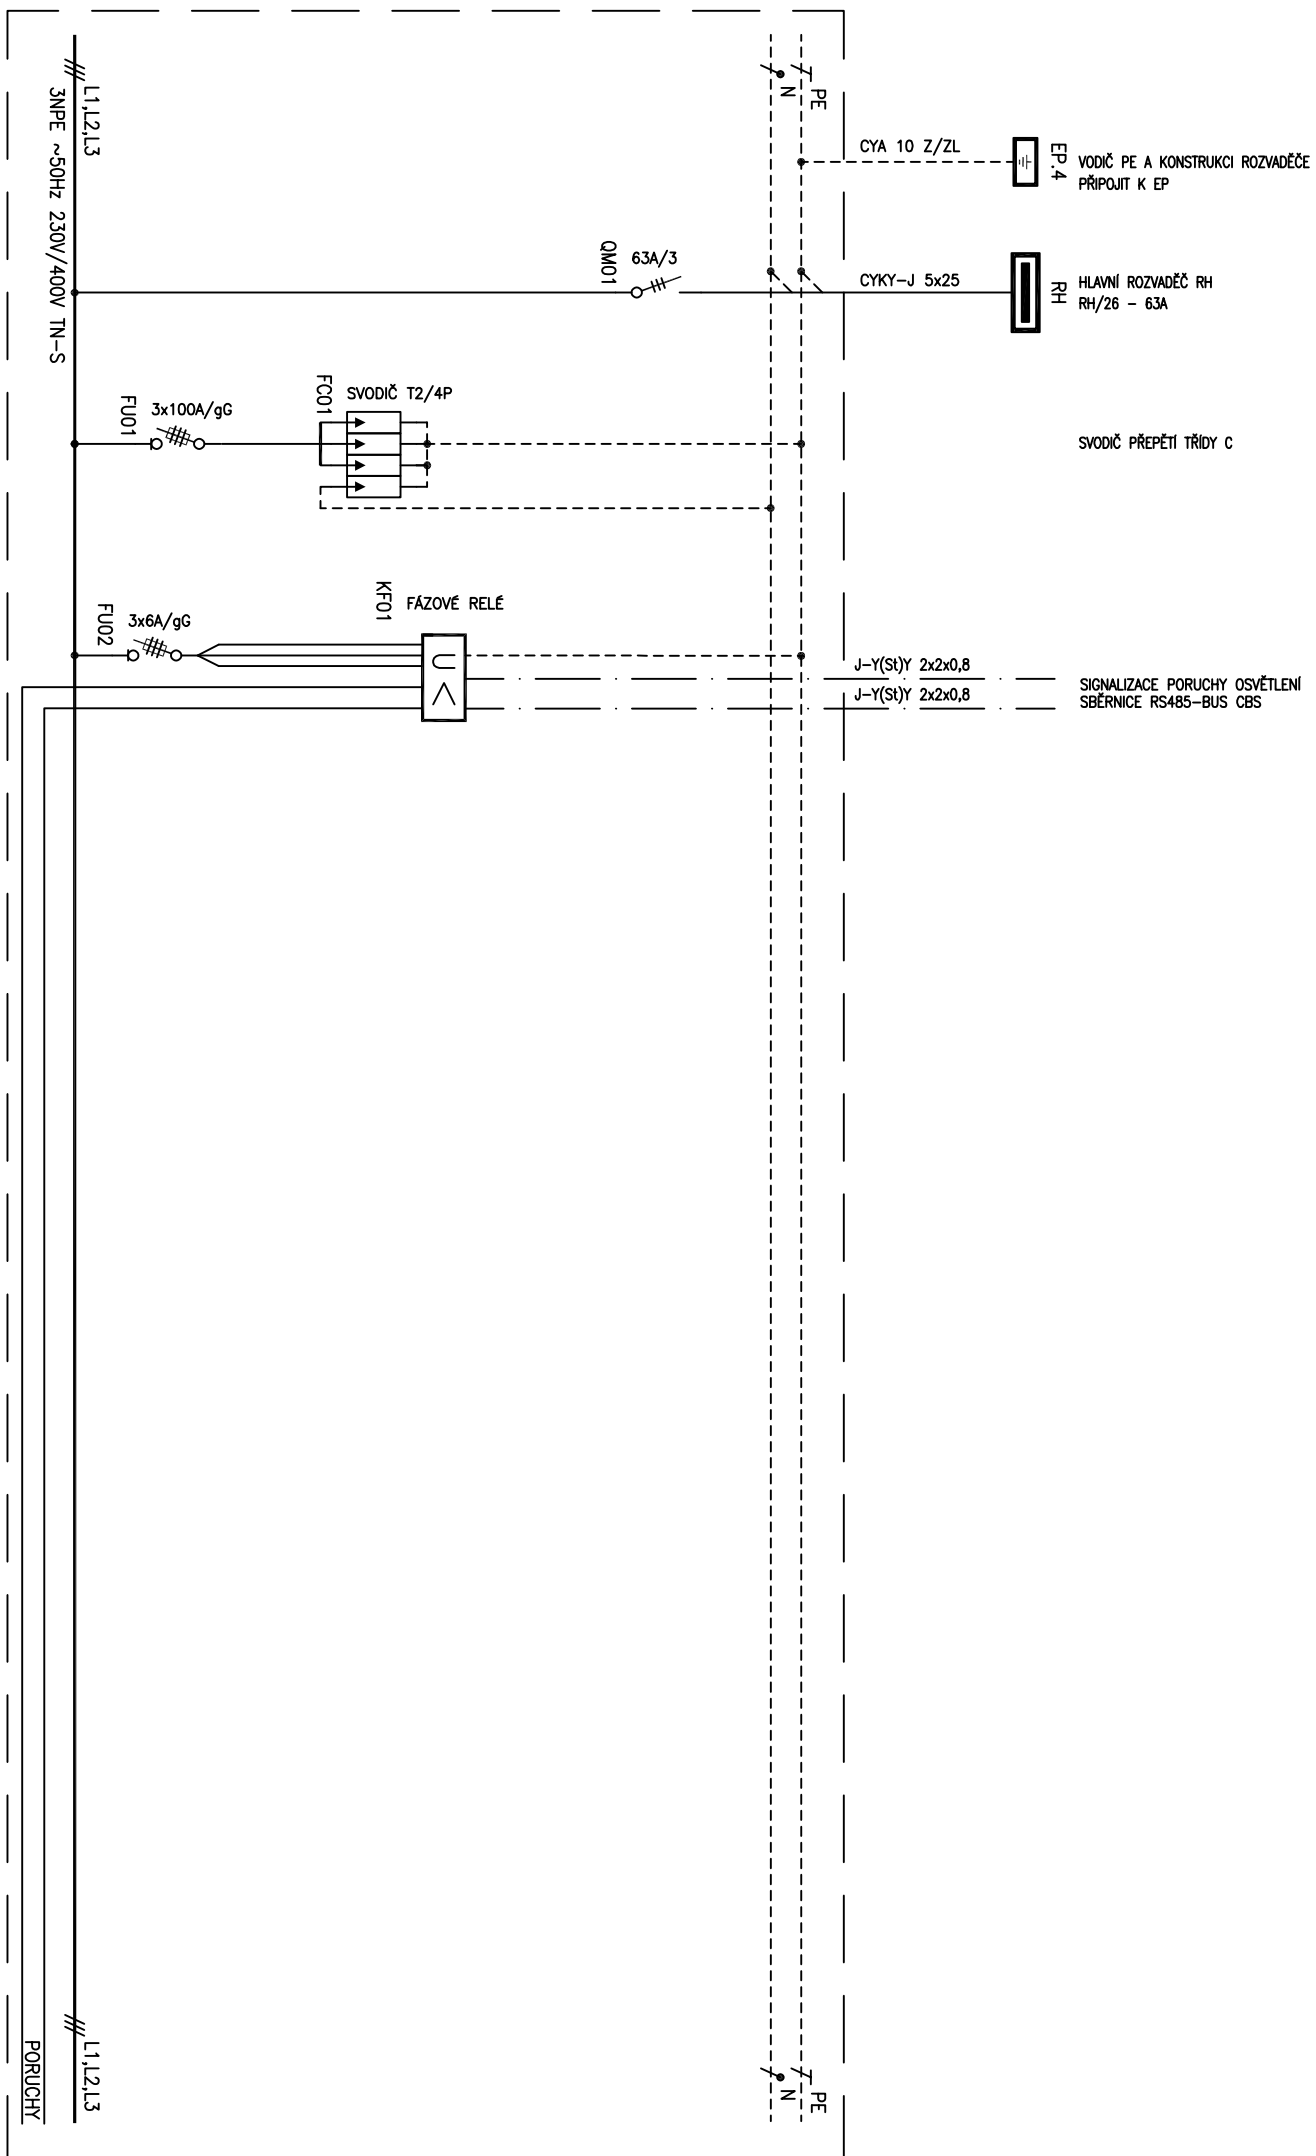 L1,L2,L3
3NPE ~50Hz 230V/400V TN-S
N
PE
CYA 10 Z/ZL
EP.4
VODIČ PE A KONSTRUKCI ROZVADĚČE
PŘIPOJIT K EP
QM01
63A/3
CYKY-J 5x25
RH
HLAVNÍ ROZVADĚČ RH
RH/26 - 63A
FU01
3x100A/gG
FC01
SVODIČ T2/4P
SVODIČ PŘEPĚTÍ TŘÍDY C
FU02
3x6A/gG
KF01
FÁZOVÉ RELÉ
U <
J-Y(St)Y 2x2x0,8
J-Y(St)Y 2x2x0,8
SIGNALIZACE PORUCHY OSVĚTLENÍ
SBĚRNICE RS485-BUS CBS
L1,L2,L3
PORUCHY
N
PE